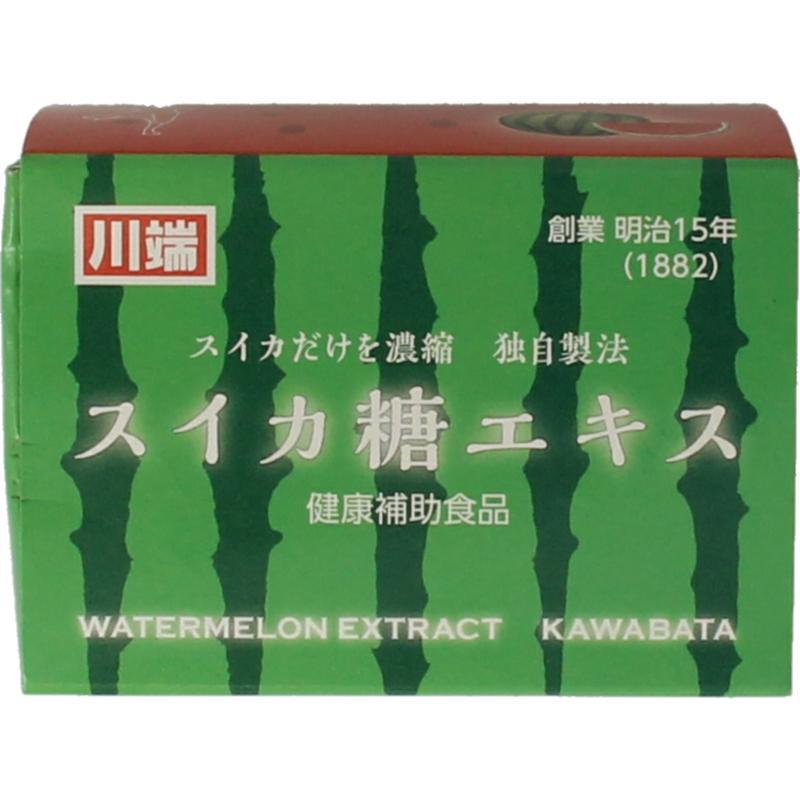 川端
創業 明治15年
(1882)
スイカだけを濃縮 独自製法
スイカ糖エキス
健康補助食品
WATERMELON EXTRACT KAWABATA